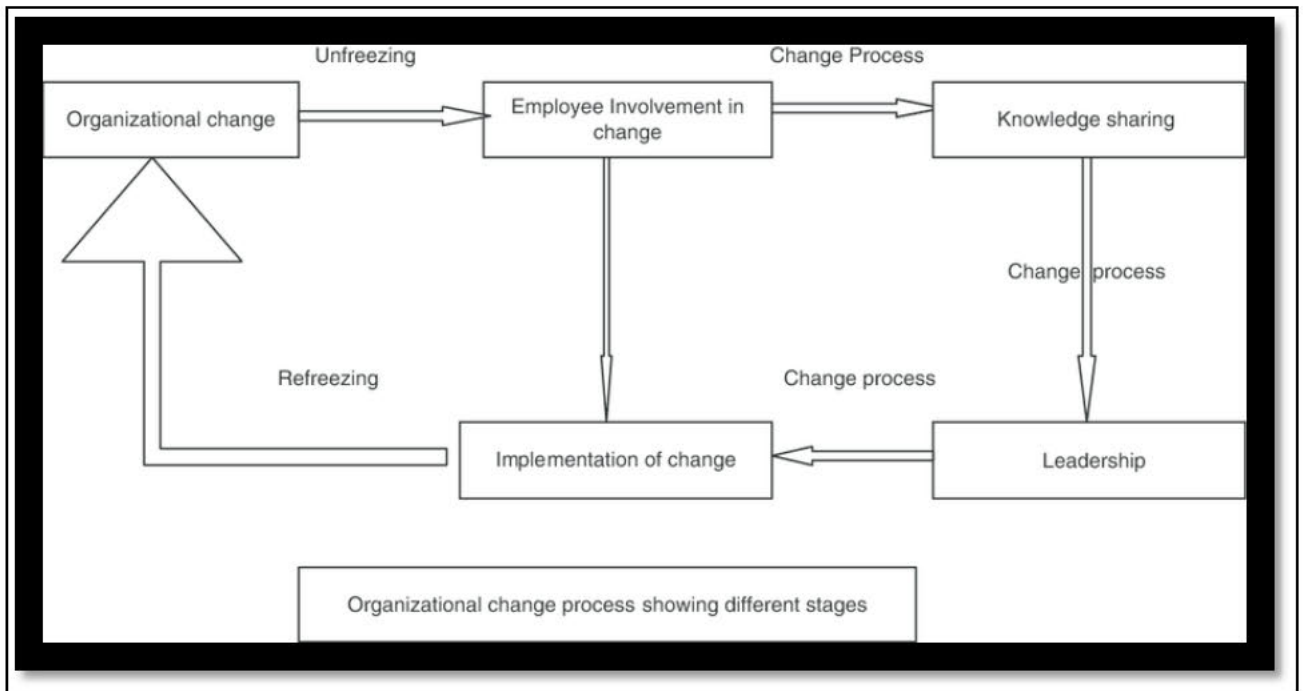 Unfreezing
Change Process
Organizational change
Employee Involvement in
change
Knowledge sharing
Change process
Refreezing
Change process
Implementation of change
Leadership
Organizational change process showing different stages